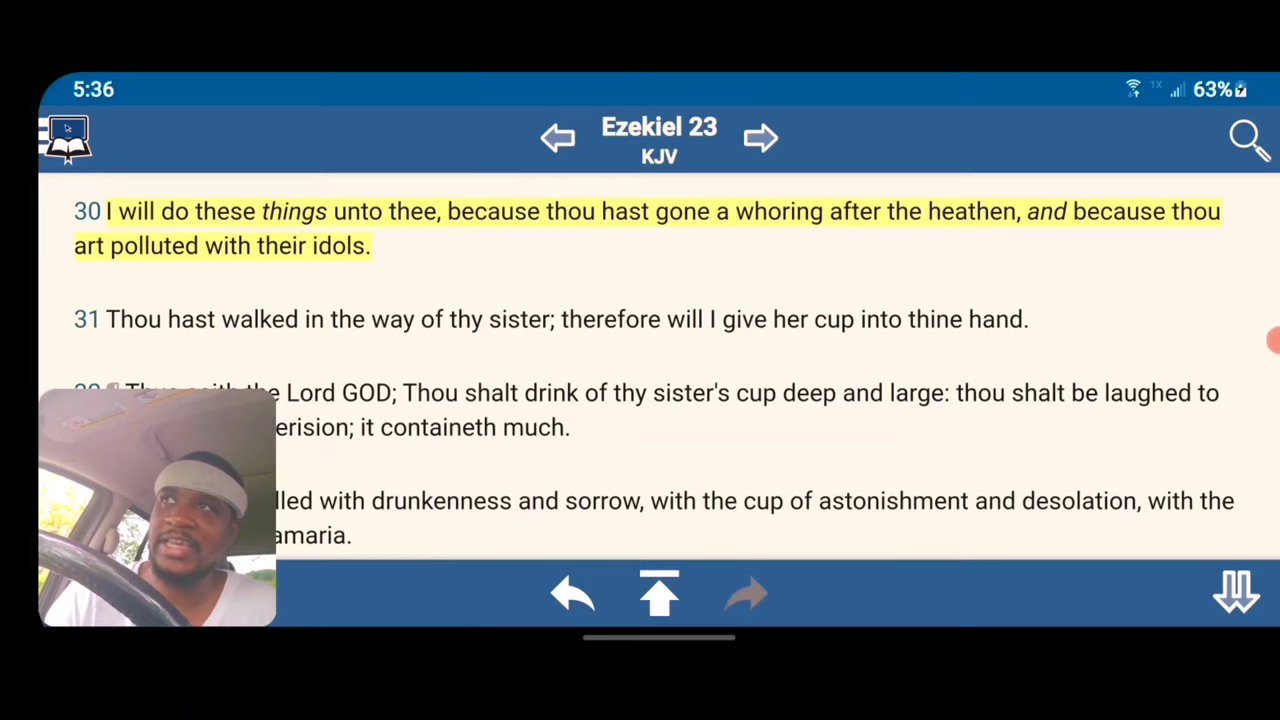 5:36
1X
63%
Ezekiel 23
KJV
30 I will do these things unto thee, because thou hast gone a whoring after the heathen, and because thou
art polluted with their idols.
31 Thou hast walked in the way of thy sister; therefore will I give her cup into thine hand.
Lord GOD; Thou shalt drink of thy sister's cup deep and large: thou shalt be laughed to
erision; it containeth much.
lled with drunkenness and sorrow, with the cup of astonishment and desolation, with the
amaria.